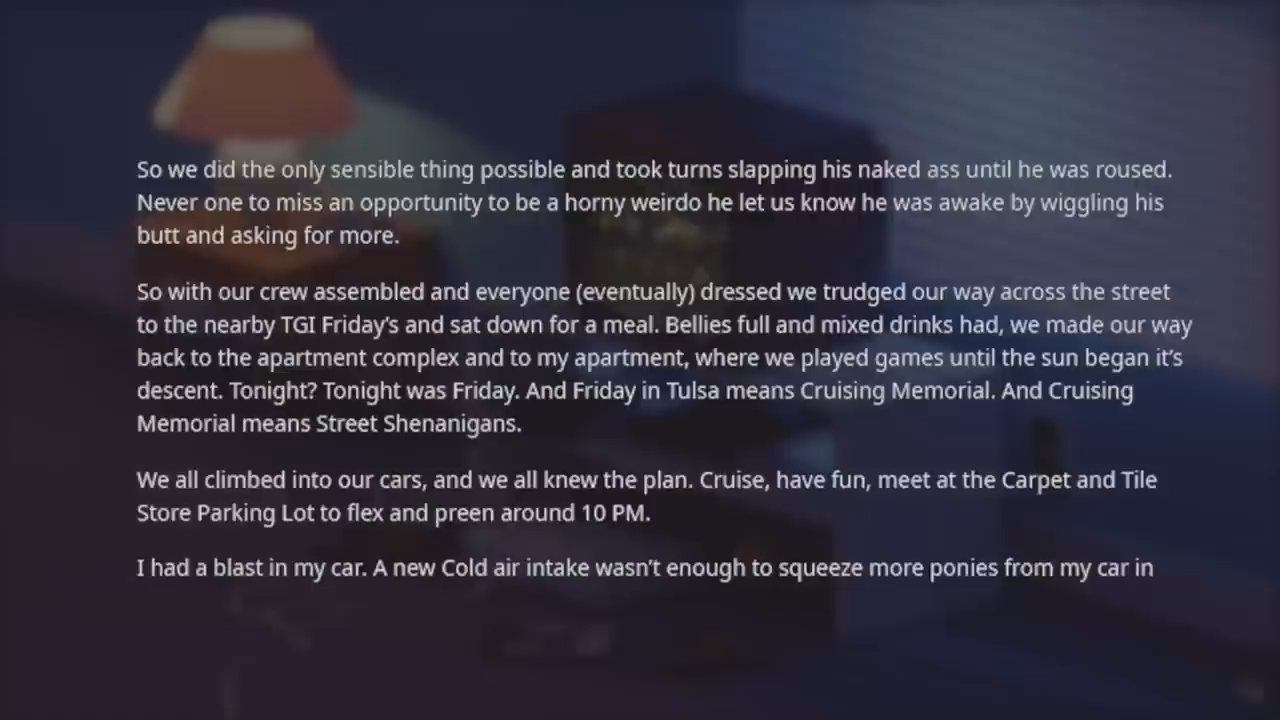 So we did the only sensible thing possible and took turns slapping his naked ass until he was roused.
Never one to miss an opportunity to be a horny weirdo he let us know he was awake by wiggling his
butt and asking for more.
So with our crew assembled and everyone (eventually) dressed we trudged our way across the street
to the nearby TGI Friday's and sat down for a meal. Bellies full and mixed drinks had, we made our way
back to the apartment complex and to my apartment, where we played games until the sun began it's
descent. Tonight? Tonight was Friday. And Friday in Tulsa means Cruising Memorial. And Cruising
Memorial means Street Shenanigans.
We all climbed into our cars, and we all knew the plan. Cruise, have fun, meet at the Carpet and Tile
Store Parking Lot to flex and preen around 10 PM.
I had a blast in my car. A new Cold air intake wasn't enough to squeeze more ponies from my car in